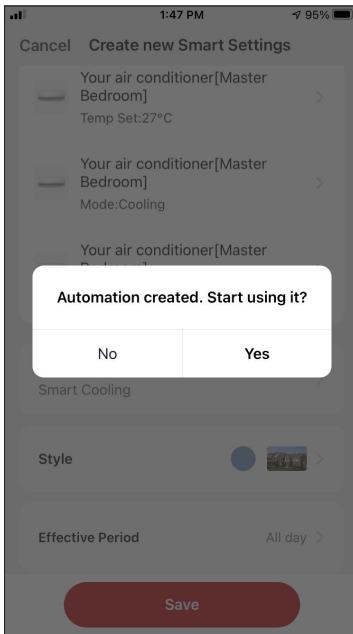 1:47 PM
95%
Cancel
Create new Smart Settings
Your air conditioner[Master
Bedroom]
Temp Set:27°C
Your air conditioner[Master
Bedroom]
Mode:Cooling
Your air conditioner[Master
Automation created. Start using it?
No
Yes
Smart Cooling
Style
Effective Period
All day
Save